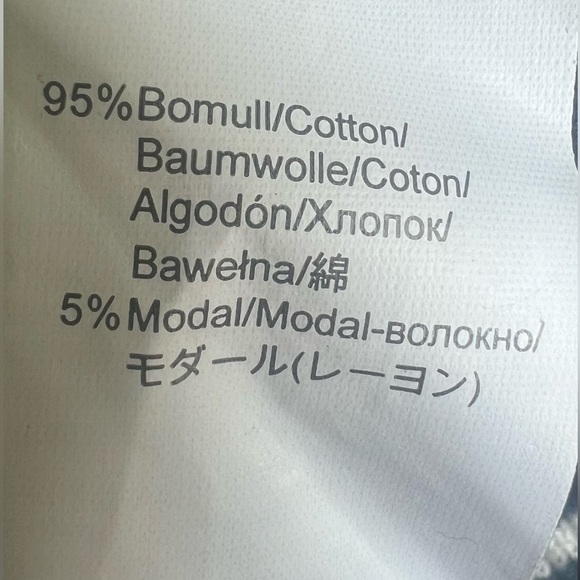 95% Bomull/Cotton/
Baumwolle/Coton/
Algodón/Хлопок/
Bawełna/綿
5% Modal/Modal-волокно/
モダール(レーヨン)